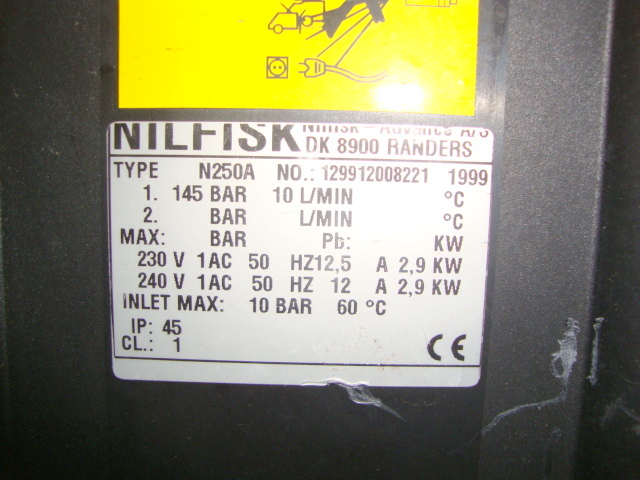 NILFISK Nilfisk - Advance A/S
DK 8900 RANDERS
TYPE N250A NO.: 129912008221 1999
1. 145 BAR 10 L/MIN °C
2. BAR L/MIN °C
MAX: BAR Pb: KW
230 V 1AC 50 HZ12,5 A 2,9 KW
240 V 1AC 50 HZ 12 A 2,9 KW
INLET MAX: 10 BAR 60 °C
IP: 45
CL.: 1 CE